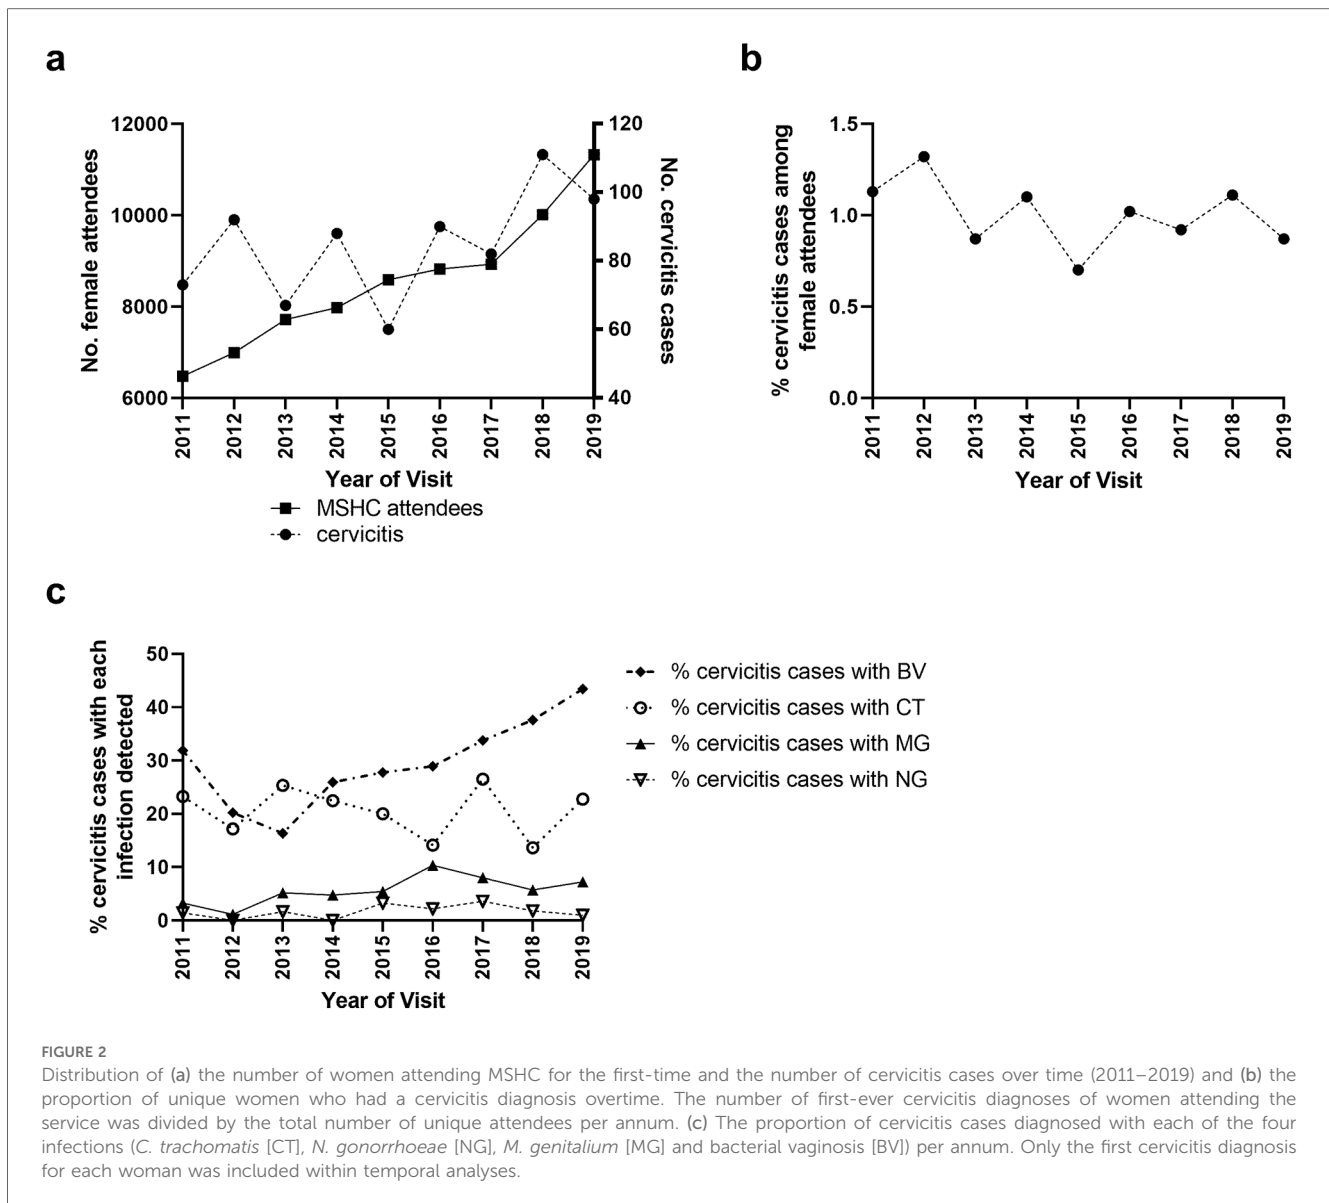 a
12000
10000
8000
6000
No. female attendees
120
100
80
60
40
No. cervicitis cases
2011
2012
2013
2014
2015
2016
2017
2018
2019
Year of Visit
MSHC attendees
cervicitis
b
1.5
1.0
0.5
0.0
% cervicitis cases among
female attendees
2011
2012
2013
2014
2015
2016
2017
2018
2019
Year of Visit
c
50
40
30
20
10
0
% cervicitis cases with each
infection detected
2011
2012
2013
2014
2015
2016
2017
2018
2019
Year of Visit
% cervicitis cases with BV
% cervicitis cases with CT
% cervicitis cases with MG
% cervicitis cases with NG
FIGURE 2
Distribution of (a) the number of women attending MSHC for the first-time and the number of cervicitis cases over time (2011–2019) and (b) the
proportion of unique women who had a cervicitis diagnosis overtime. The number of first-ever cervicitis diagnoses of women attending the
service was divided by the total number of unique attendees per annum. (c) The proportion of cervicitis cases diagnosed with each of the four
infections (C. trachomatis [CT], N. gonorrhoeae [NG], M. genitalium [MG] and bacterial vaginosis [BV]) per annum. Only the first cervicitis diagnosis
for each woman was included within temporal analyses.